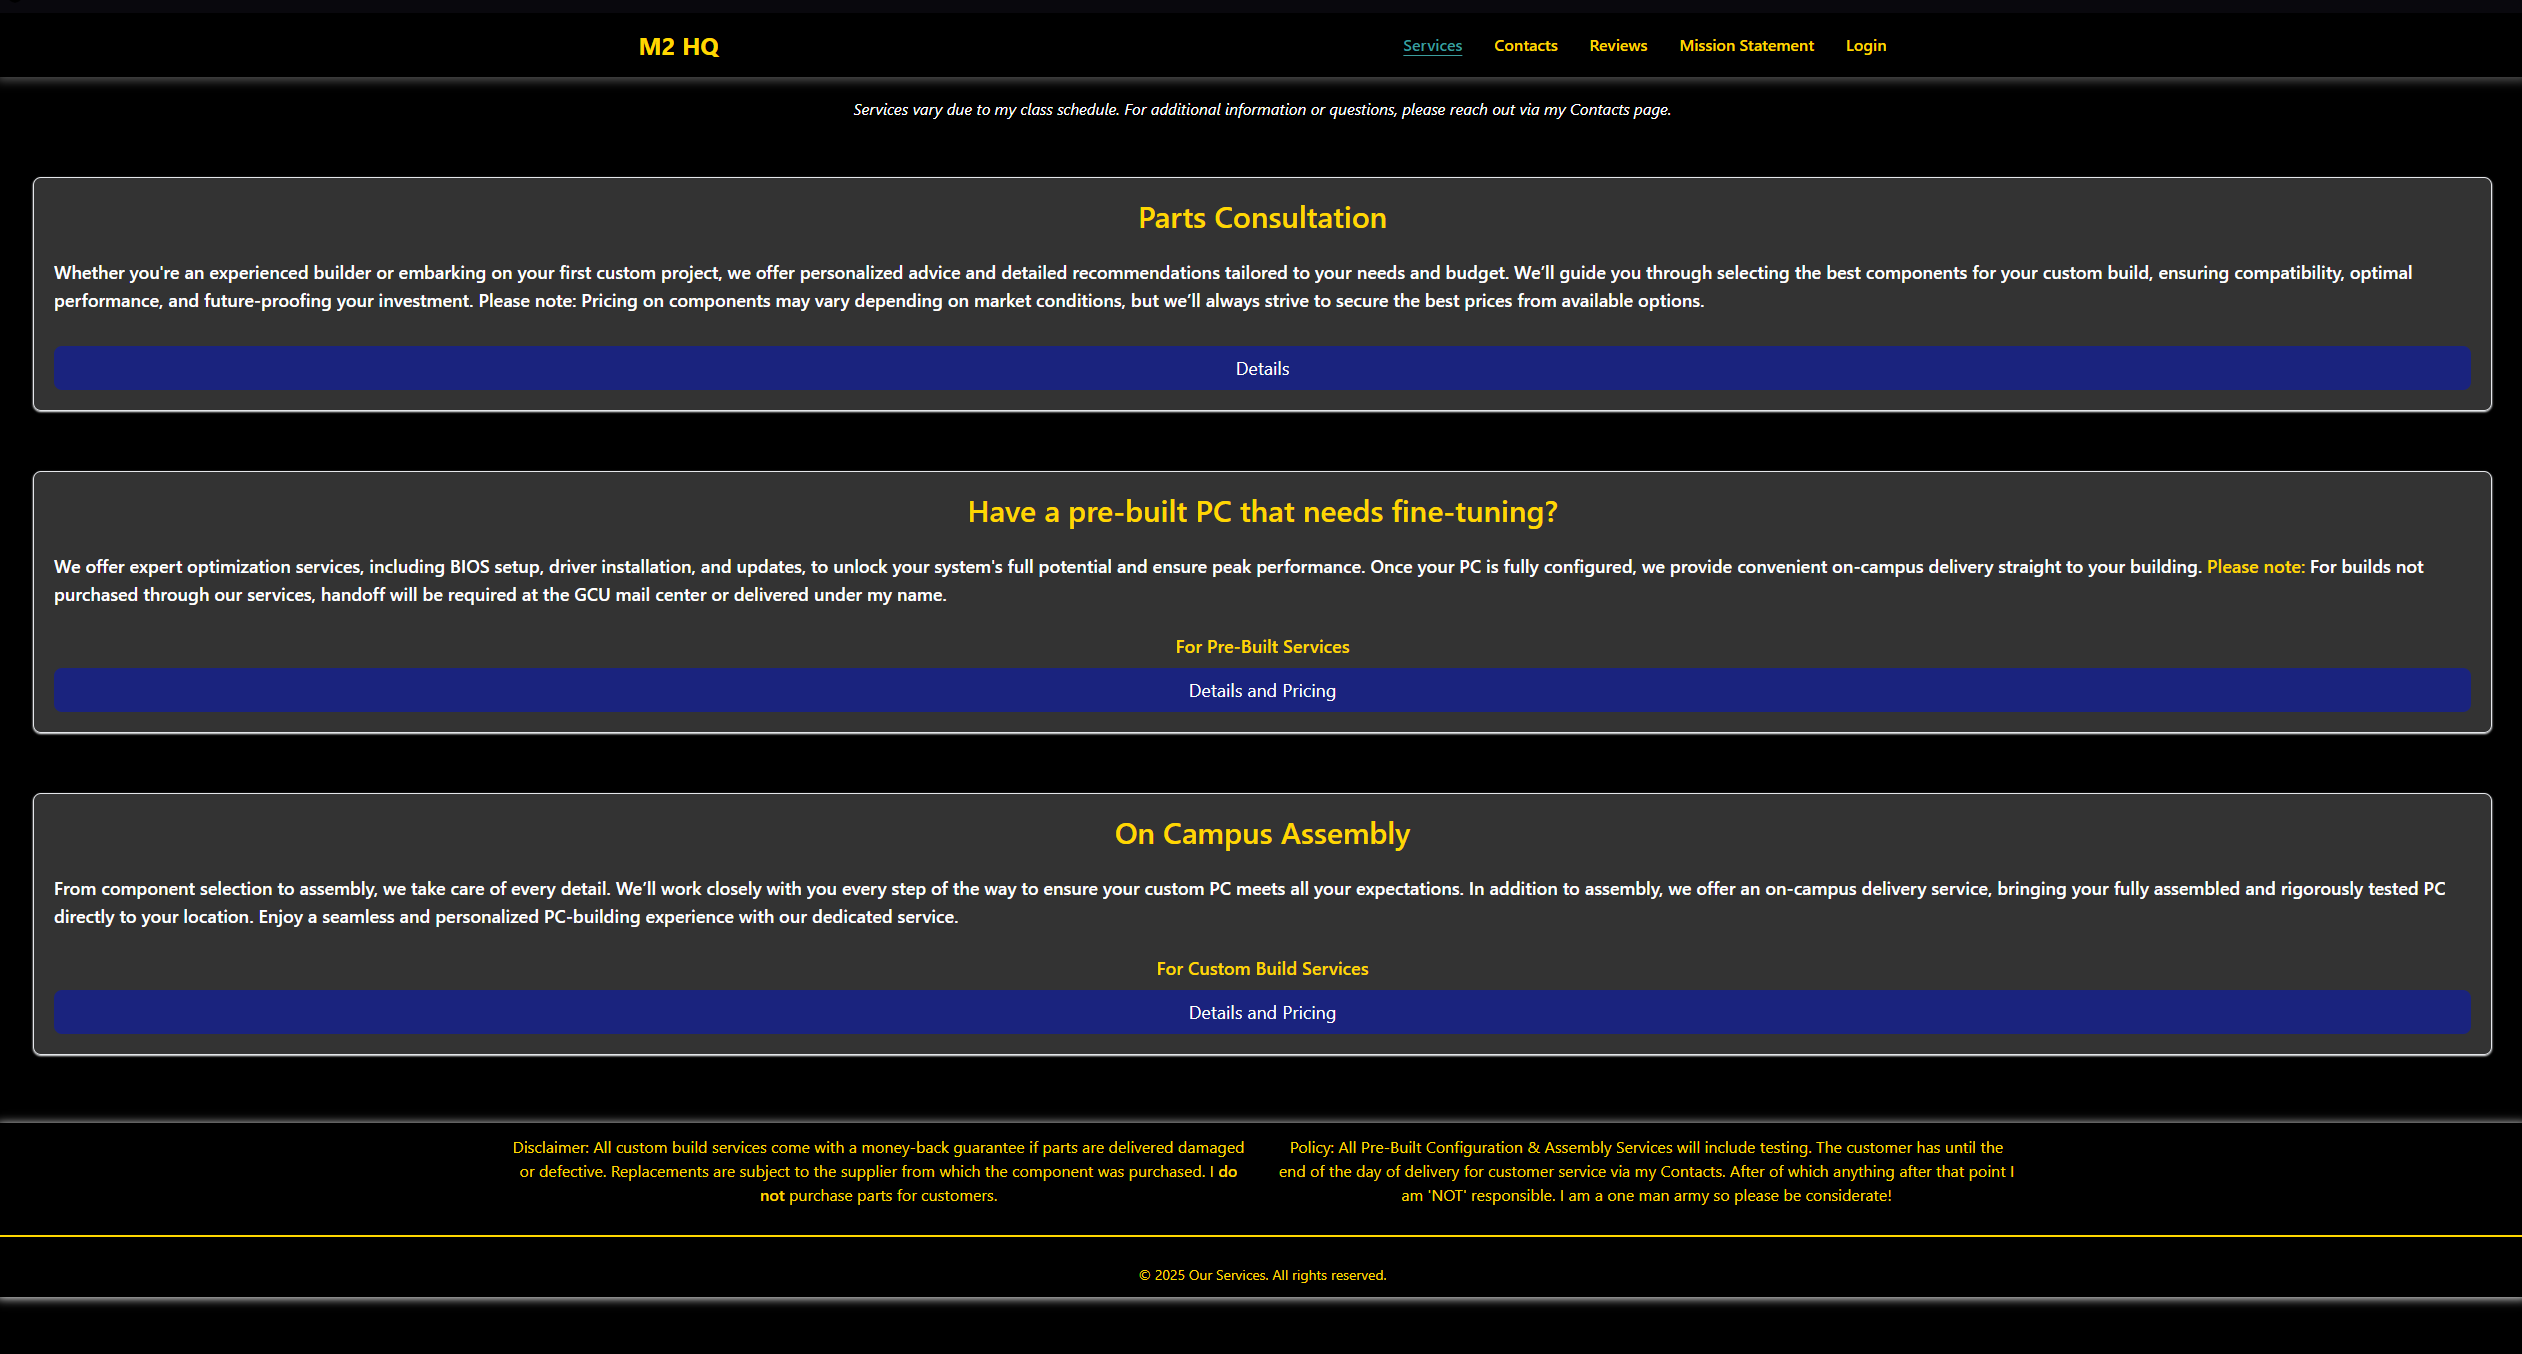 M2 HQ
Services Contacts Reviews Mission Statement Login
Services vary due to my class schedule. For additional information or questions, please reach out via my Contacts page.
Parts Consultation
Whether you're an experienced builder or embarking on your first custom project, we offer personalized advice and detailed recommendations tailored to your needs and budget. We’ll guide you through selecting the best components for your custom build, ensuring compatibility, optimal
performance, and future-proofing your investment. Please note: Pricing on components may vary depending on market conditions, but we’ll always strive to secure the best prices from available options.
Details
Have a pre-built PC that needs fine-tuning?
We offer expert optimization services, including BIOS setup, driver installation, and updates, to unlock your system's full potential and ensure peak performance. Once your PC is fully configured, we provide convenient on-campus delivery straight to your building. Please note: For builds not
purchased through our services, handoff will be required at the GCU mail center or delivered under my name.
For Pre-Built Services
Details and Pricing
On Campus Assembly
From component selection to assembly, we take care of every detail. We’ll work closely with you every step of the way to ensure your custom PC meets all your expectations. In addition to assembly, we offer an on-campus delivery service, bringing your fully assembled and rigorously tested PC
directly to your location. Enjoy a seamless and personalized PC-building experience with our dedicated service.
For Custom Build Services
Details and Pricing
Disclaimer: All custom build services come with a money-back guarantee if parts are delivered damaged
or defective. Replacements are subject to the supplier from which the component was purchased. I do
not purchase parts for customers.
Policy: All Pre-Built Configuration & Assembly Services will include testing. The customer has until the
end of the day of delivery for customer service via my Contacts. After of which anything after that point I
am 'NOT' responsible. I am a one man army so please be considerate!
© 2025 Our Services. All rights reserved.